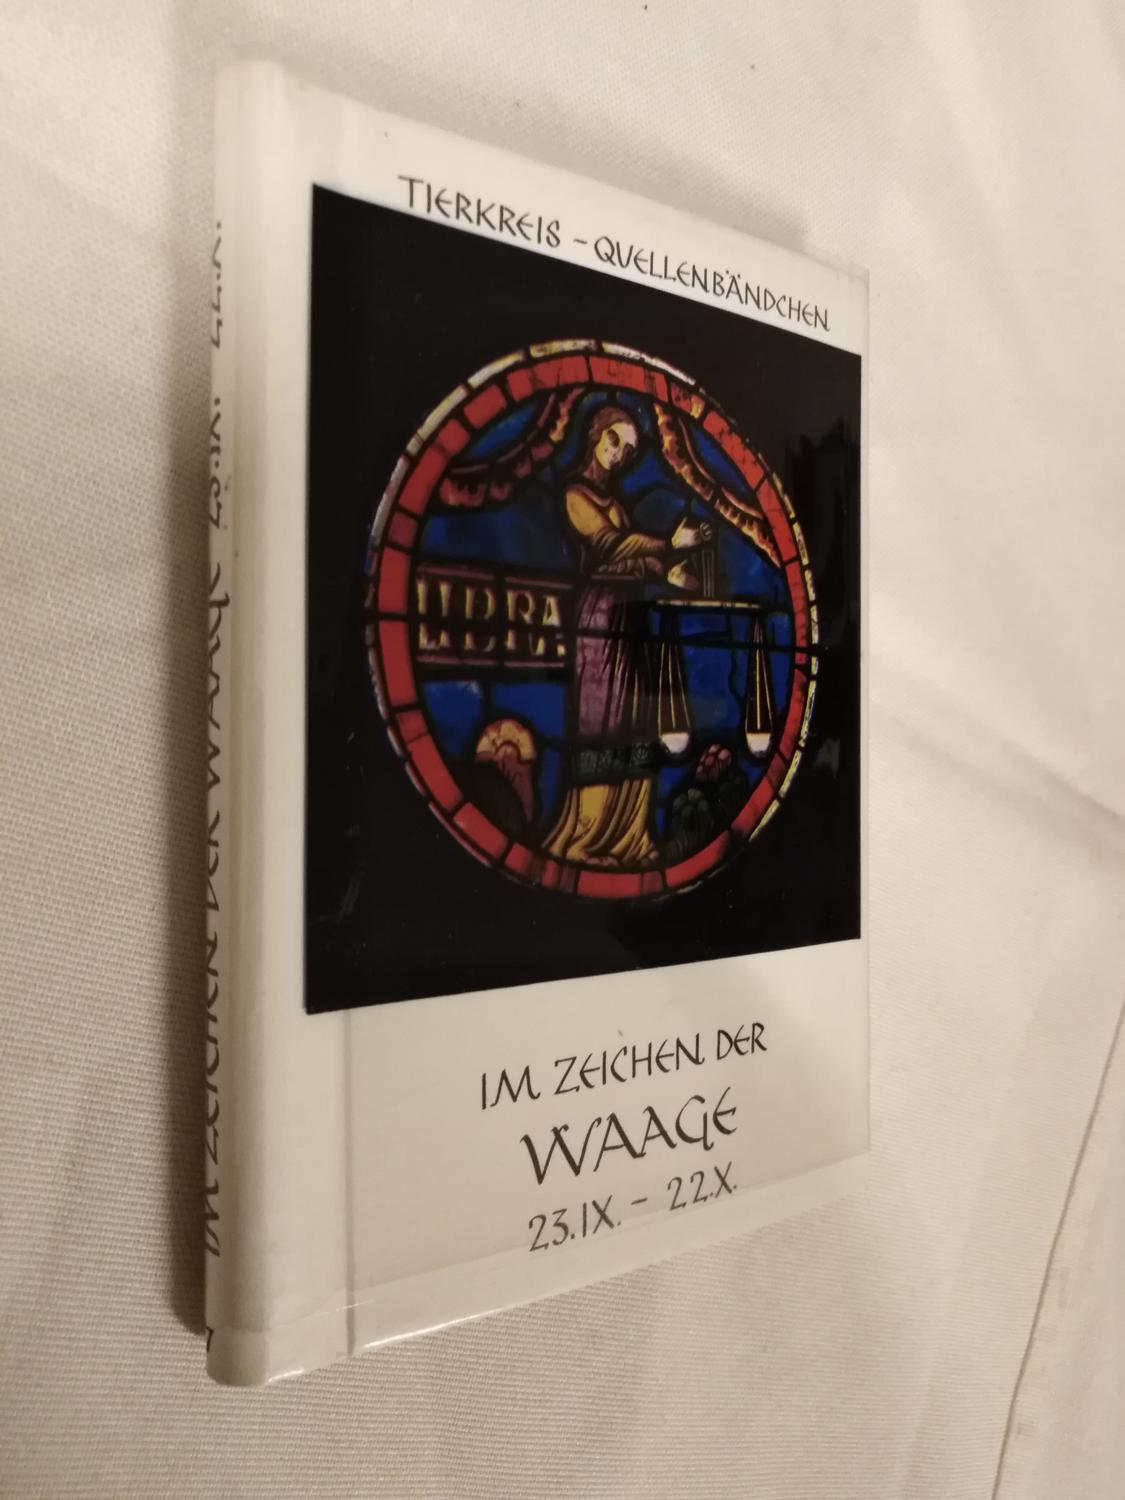 TIERKREIS - QUELLENBÄNDCHEN
LIBRA
IM ZEICHEN DER
WAAGE
23.IX. - 22.X.
IM ZEICHEN DER WAAGE 23.IX. 22.X.